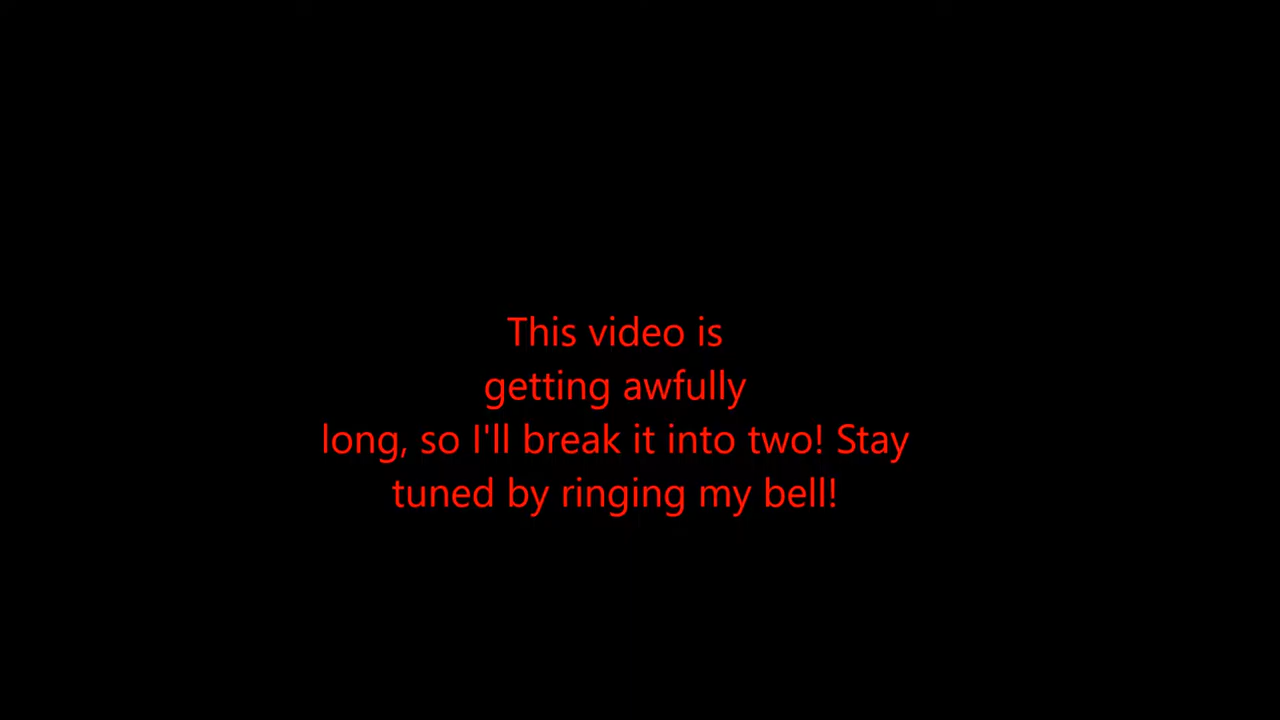 This video is
getting awfully
long, so I'll break it into two! Stay
tuned by ringing my bell!